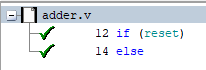 adder.v
12 if (reset)
14 else